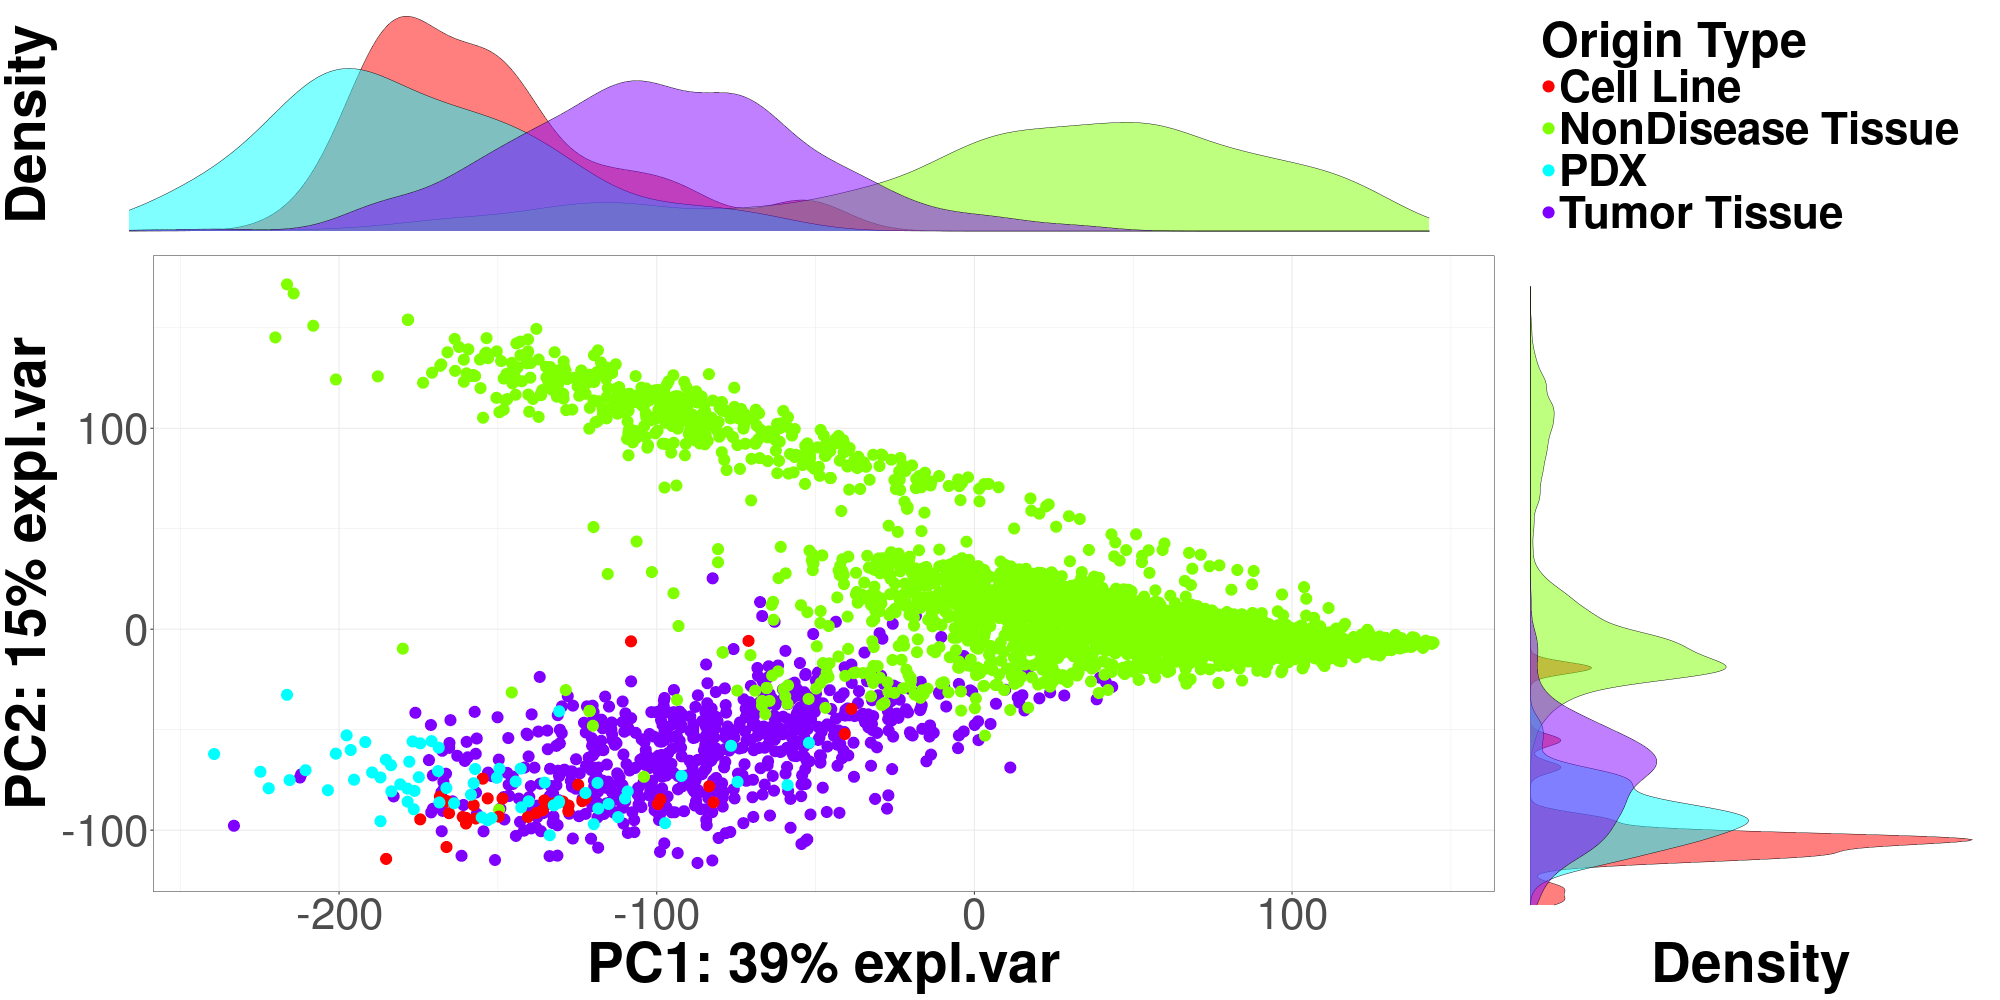 Density
Origin Type
Cell Line
NonDisease Tissue
PDX
Tumor Tissue
PC2: 15% expl.var
100
0
-100
-200
-100
0
100
PC1: 39% expl.var
Density